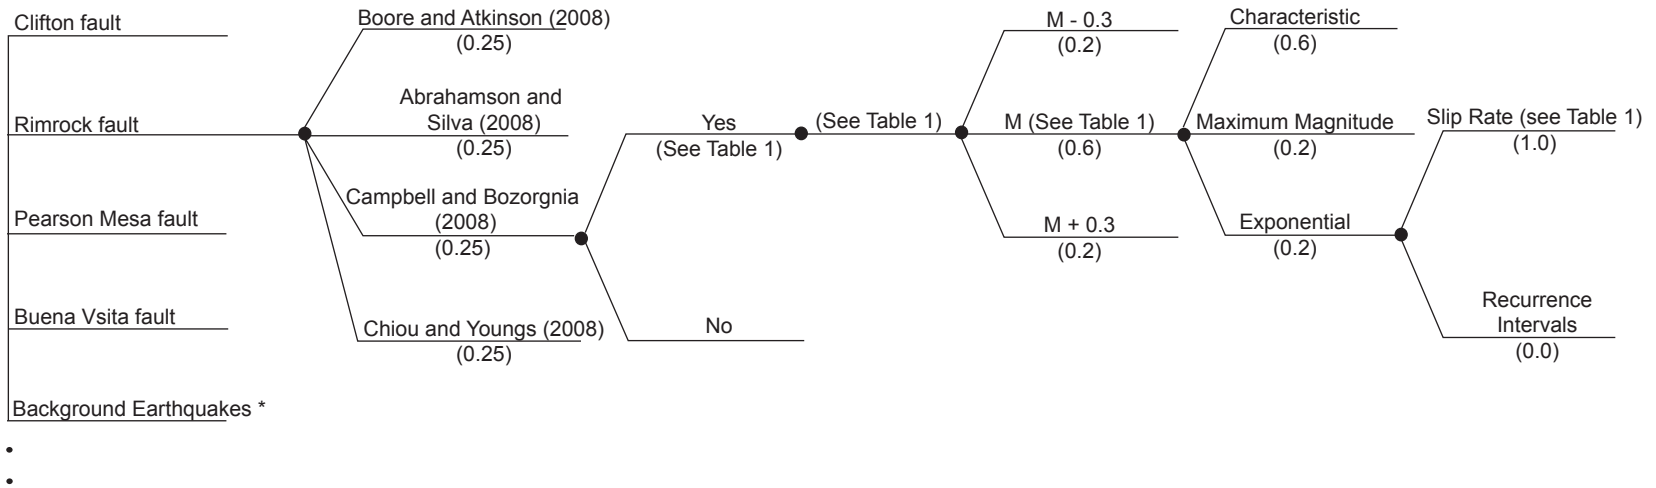 Clifton fault
Rimrock fault
Pearson Mesa fault
Buena Vsita fault
Background Earthquakes *
•
•
Boore and Atkinson (2008)
(0.25)
Abrahamson and
Silva (2008)
(0.25)
Campbell and Bozorgnia
(2008)
(0.25)
Chiou and Youngs (2008)
(0.25)
Yes
(See Table 1)
No
(See Table 1)
M - 0.3
(0.2)
M (See Table 1)
(0.6)
M + 0.3
(0.2)
Characteristic
(0.6)
Maximum Magnitude
(0.2)
Exponential
(0.2)
Slip Rate (see Table 1)
(1.0)
Recurrence
Intervals
(0.0)